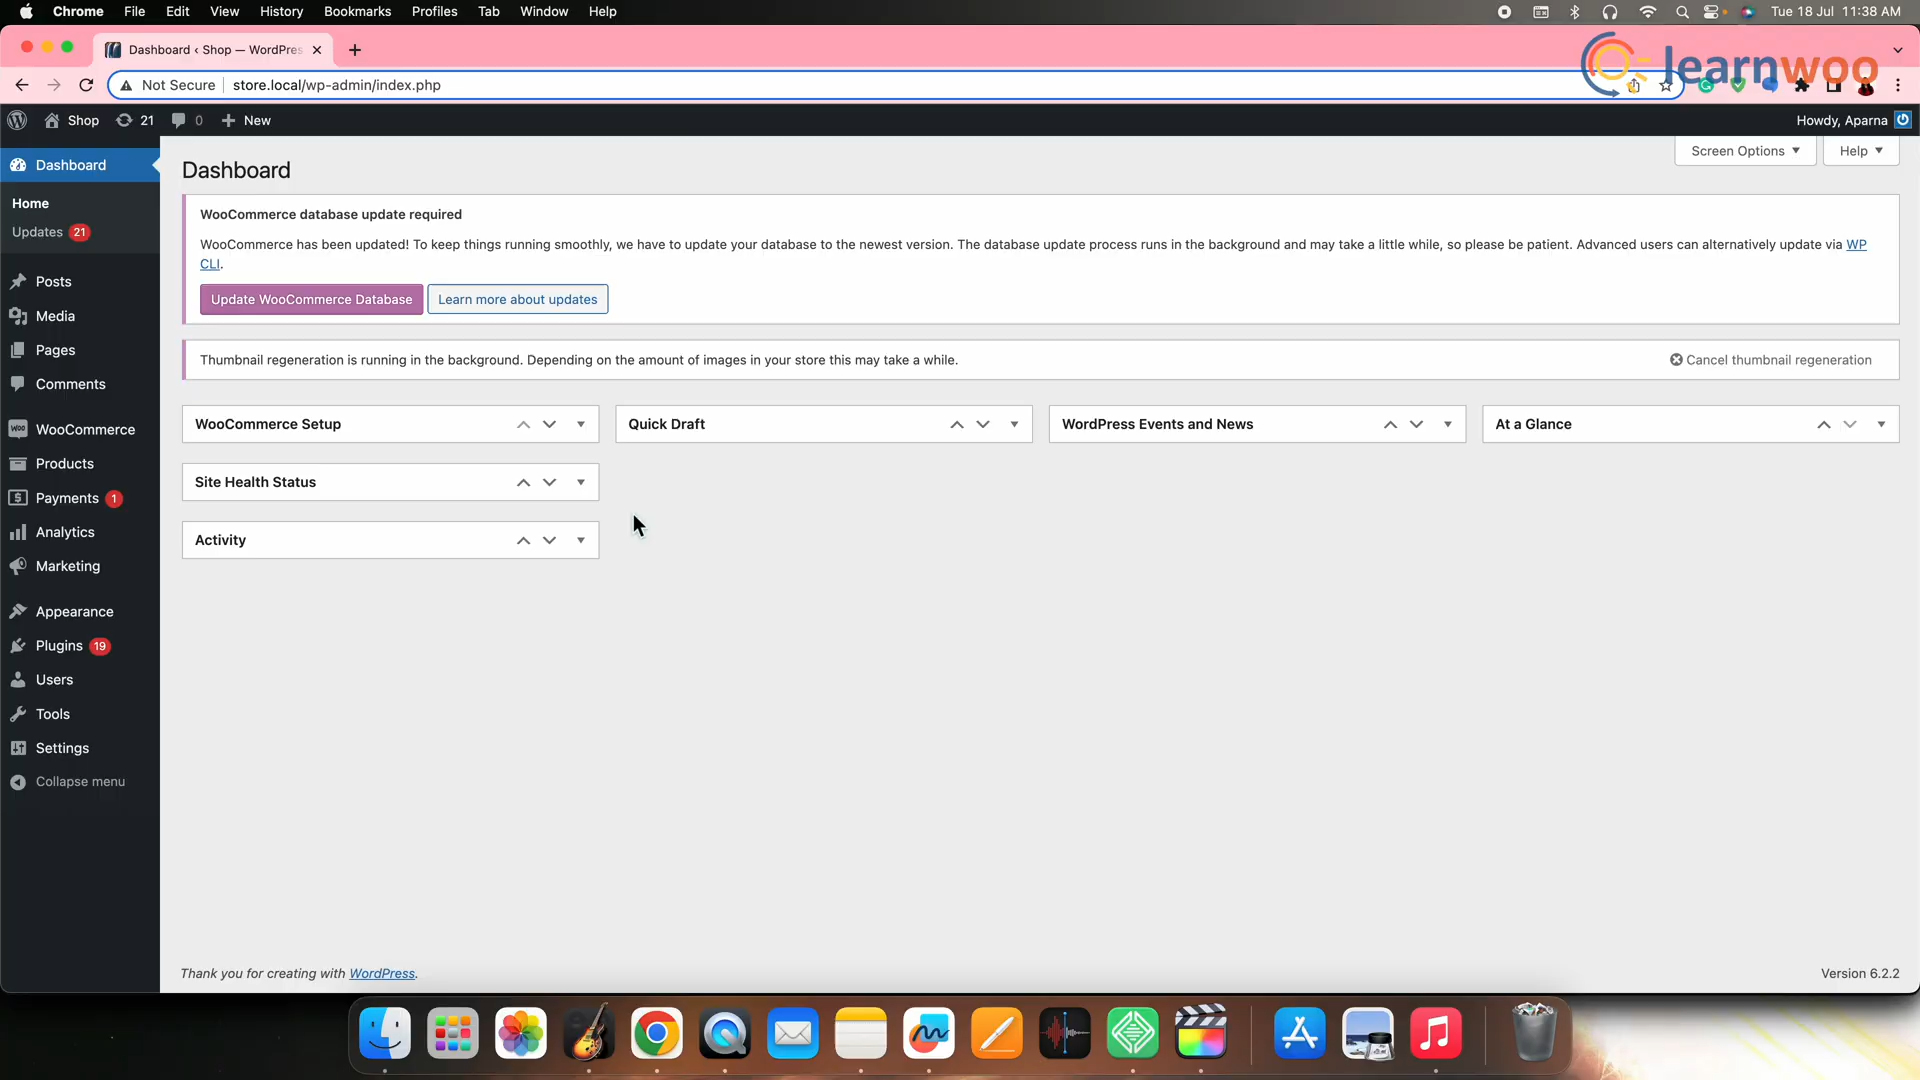 Chrome File Edit View History Bookmarks Profiles Tab Window Help Tue 18 Jul 11:38 AM
Dashboard ‹ Shop — WordPres
learnwoo
Not Secure store.local/wp-admin/index.php
Shop 21 0 New Howdy, Aparna
Dashboard
Home
Updates 21
Posts
Media
Pages
Comments
WooCommerce
Products
Payments 1
Analytics
Marketing
Appearance
Plugins 19
Users
Tools
Settings
Collapse menu
Screen Options Help
Dashboard
WooCommerce database update required
WooCommerce has been updated! To keep things running smoothly, we have to update your database to the newest version. The database update process runs in the background and may take a little while, so please be patient. Advanced users can alternatively update via WP
CLI.
Update WooCommerce Database Learn more about updates
Thumbnail regeneration is running in the background. Depending on the amount of images in your store this may take a while. Cancel thumbnail regeneration
WooCommerce Setup Quick Draft WordPress Events and News At a Glance
Site Health Status
Activity
Thank you for creating with WordPress. Version 6.2.2